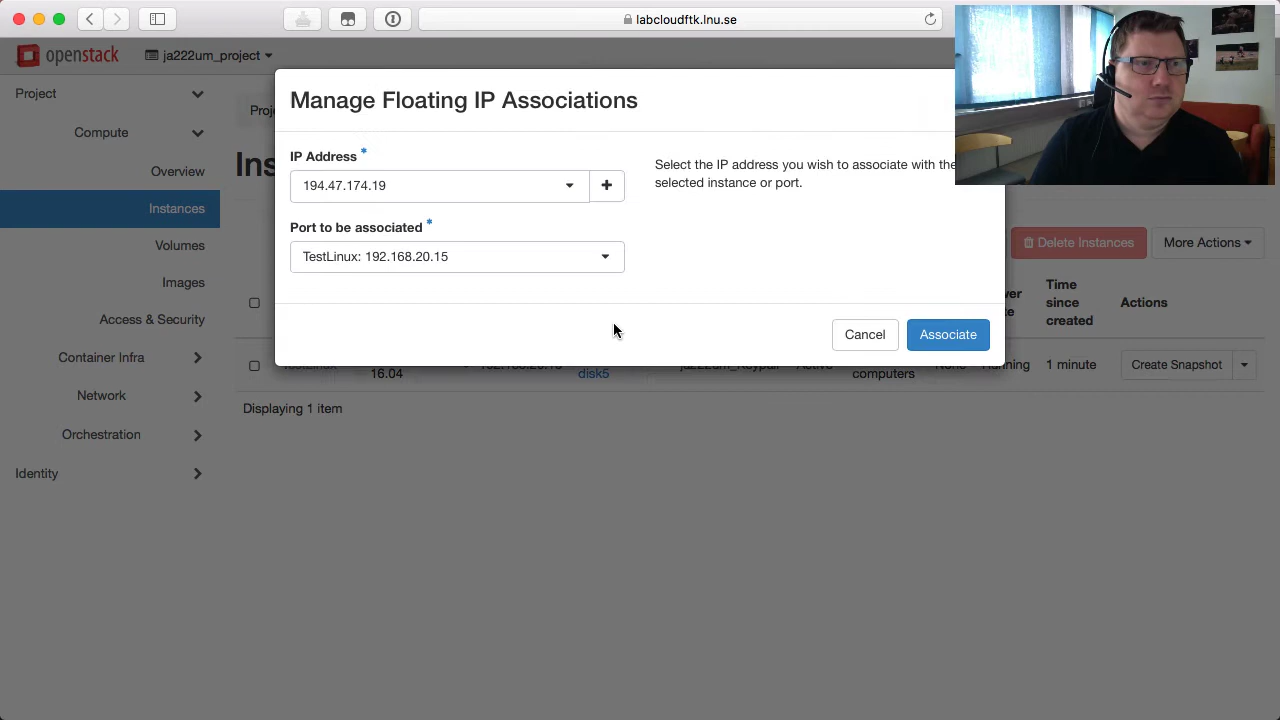 labcloudftk.lnu.se
openstack ja222um_project
Project
Compute
Overview
Instances
Volumes
Images
Access & Security
Container Infra
Network
Orchestration
Identity
Manage Floating IP Associations
IP Address *
194.47.174.19
Select the IP address you wish to associate with the
selected instance or port.
Port to be associated *
TestLinux: 192.168.20.15
Cancel Associate
Delete Instances More Actions
Time
since
created
Actions
16.04 disk5 computers 1 minute Create Snapshot
Displaying 1 item